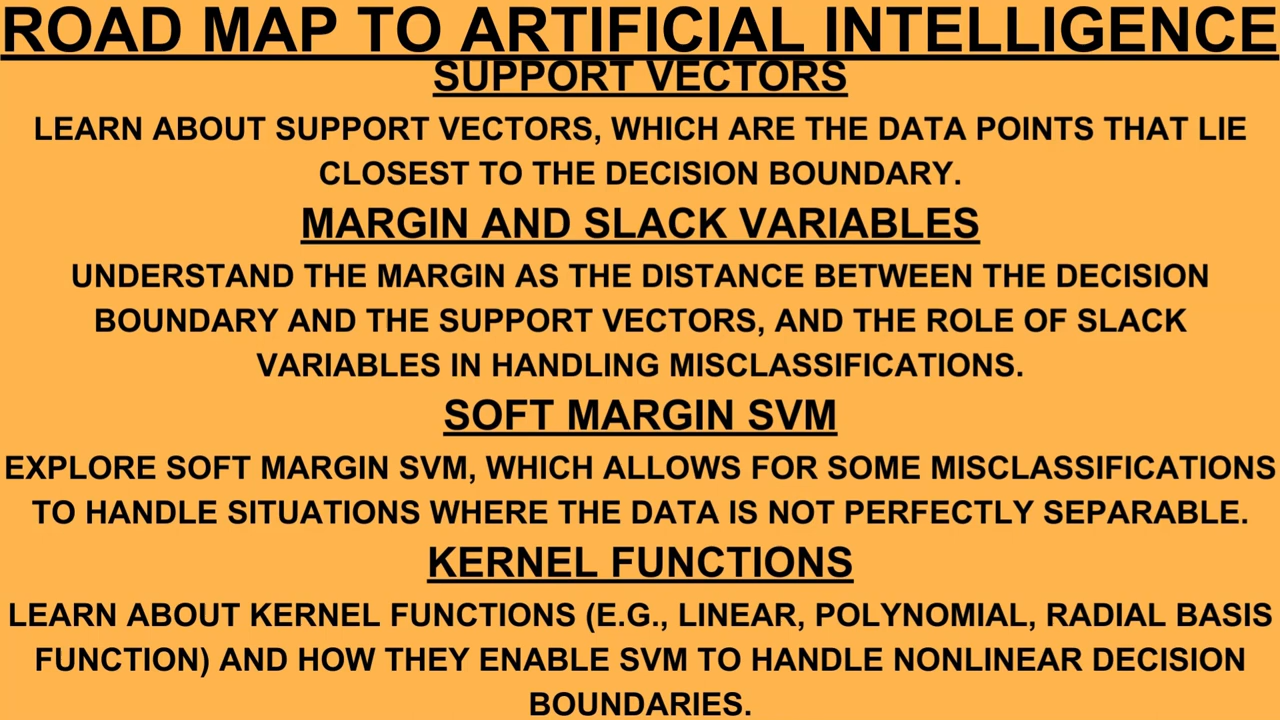 ROAD MAP TO ARTIFICIAL INTELLIGENCE
SUPPORT VECTORS
LEARN ABOUT SUPPORT VECTORS, WHICH ARE THE DATA POINTS THAT LIE
CLOSEST TO THE DECISION BOUNDARY.
MARGIN AND SLACK VARIABLES
UNDERSTAND THE MARGIN AS THE DISTANCE BETWEEN THE DECISION
BOUNDARY AND THE SUPPORT VECTORS, AND THE ROLE OF SLACK
VARIABLES IN HANDLING MISCLASSIFICATIONS.
SOFT MARGIN SVM
EXPLORE SOFT MARGIN SVM, WHICH ALLOWS FOR SOME MISCLASSIFICATIONS
TO HANDLE SITUATIONS WHERE THE DATA IS NOT PERFECTLY SEPARABLE.
KERNEL FUNCTIONS
LEARN ABOUT KERNEL FUNCTIONS (E.G., LINEAR, POLYNOMIAL, RADIAL BASIS
FUNCTION) AND HOW THEY ENABLE SVM TO HANDLE NONLINEAR DECISION
BOUNDARIES.